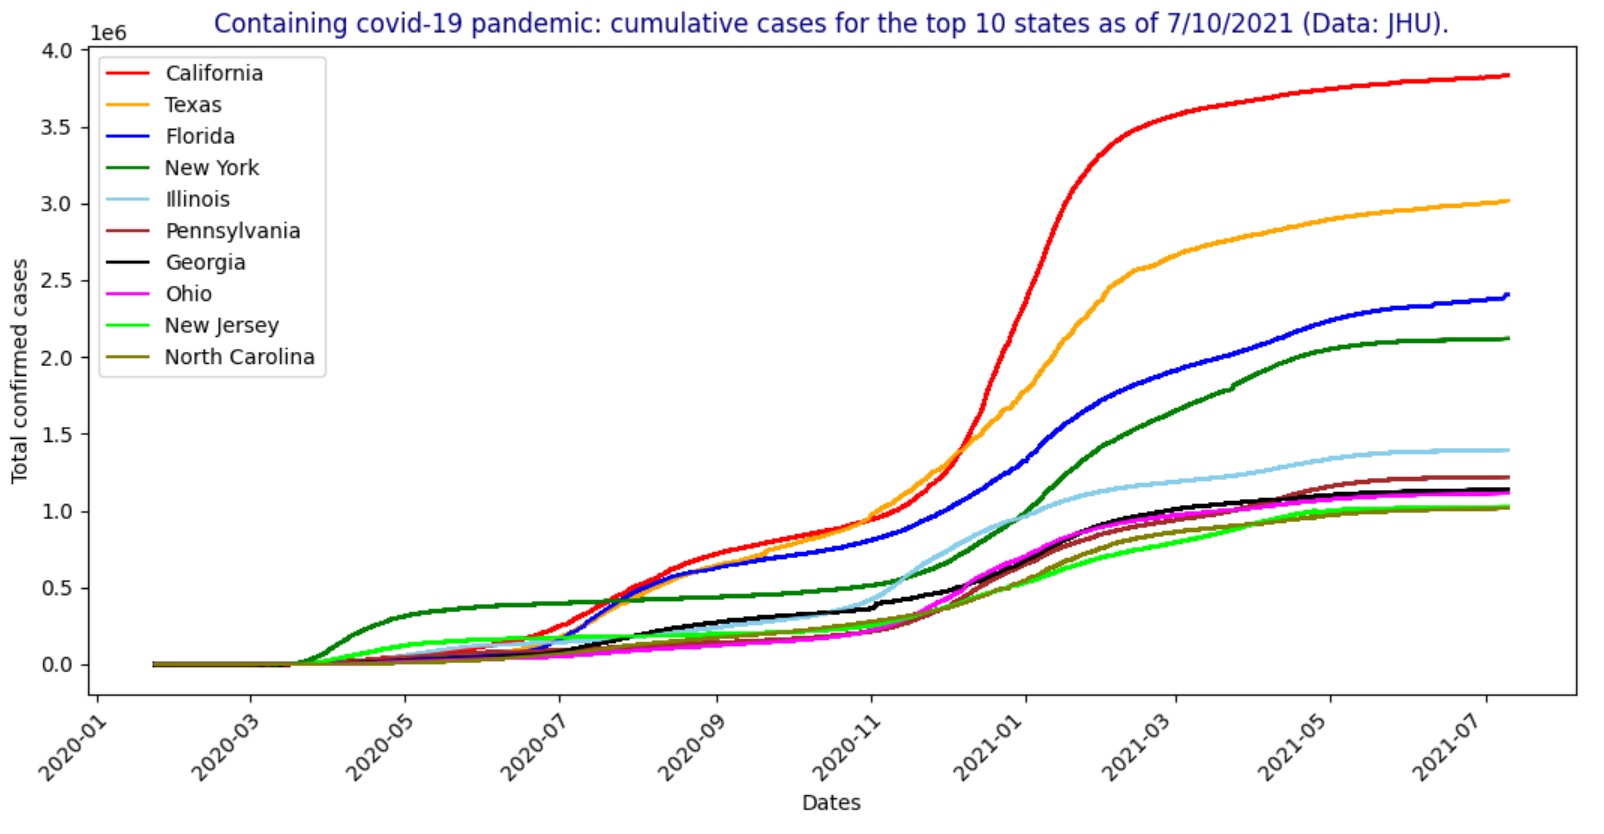 Containing covid-19 pandemic: cumulative cases for the top 10 states as of 7/10/2021 (Data: JHU).
1e6
4.0
3.5
3.0
2.5
2.0
1.5
1.0
0.5
0.0
Total confirmed cases
California
Texas
Florida
New York
Illinois
Pennsylvania
Georgia
Ohio
New Jersey
North Carolina
2020-01
2020-03
2020-05
2020-07
2020-09
2020-11
2021-01
2021-03
2021-05
2021-07
Dates